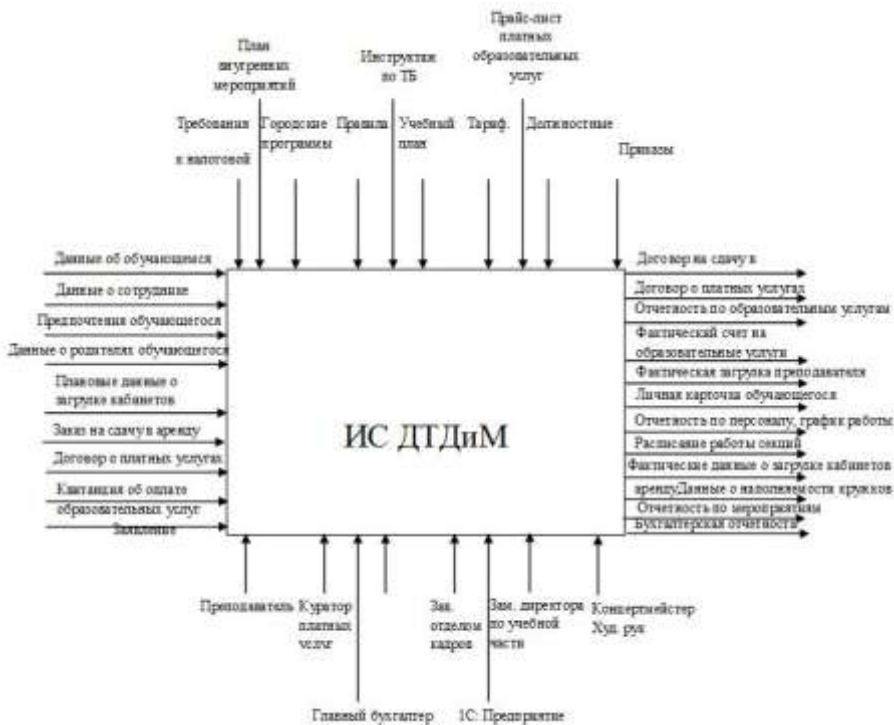 Прайс-лист
платных
образовательных
услуг
План
внутренних
мероприятий
Инструктаж
по ТБ
Требования
к налоговой
Городские
программы
Правила
Учебный
план
Тариф.
Должностные
Приказы
Данные об обучающемся
Данные о сотруднике
Предпочтения обучающегося
Данные о родителях обучающегося
Плановые данные о
загрузке кабинетов
Заказ на сдачу в аренду
Договор о платных услугах
Квитанция об оплате
образовательных услуг
Заявление
ИС ДТДиМ
Договор на сдачу в
Договор о платных услугах
Отчетность по образовательным услугам
Фактический счет на
образовательные услуги
Фактическая загрузка преподавателя
Личная карточка обучающегося
Отчетность по персоналу, график работы
Расписание работы секций
Фактические данные о загрузке кабинетов
арендуДанные о наполняемости кружков
Отчетность по мероприятиям
Бухгалтерская отчетность
Преподаватель
Куратор
платных
услуг
Зав.
отделом
кадров
Зам. директора
по учебной
части
Концертмейстер
Худ. рук
Главный бухгалтер
1С: Предприятие